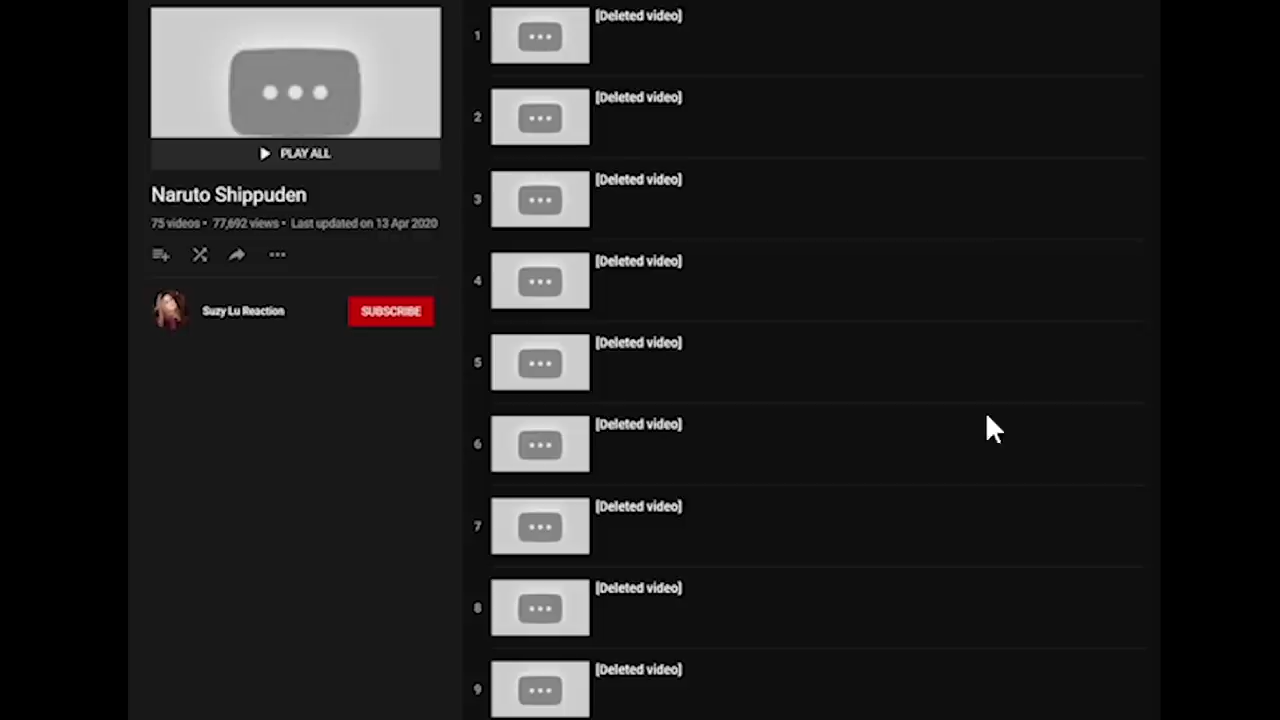 PLAY ALL
Naruto Shippuden
75 videos • 77,692 views • Last updated on 13 Apr 2020
Suzy Lu Reaction
SUBSCRIBE
1
[Deleted video]
2
[Deleted video]
3
[Deleted video]
4
[Deleted video]
5
[Deleted video]
6
[Deleted video]
7
[Deleted video]
8
[Deleted video]
9
[Deleted video]